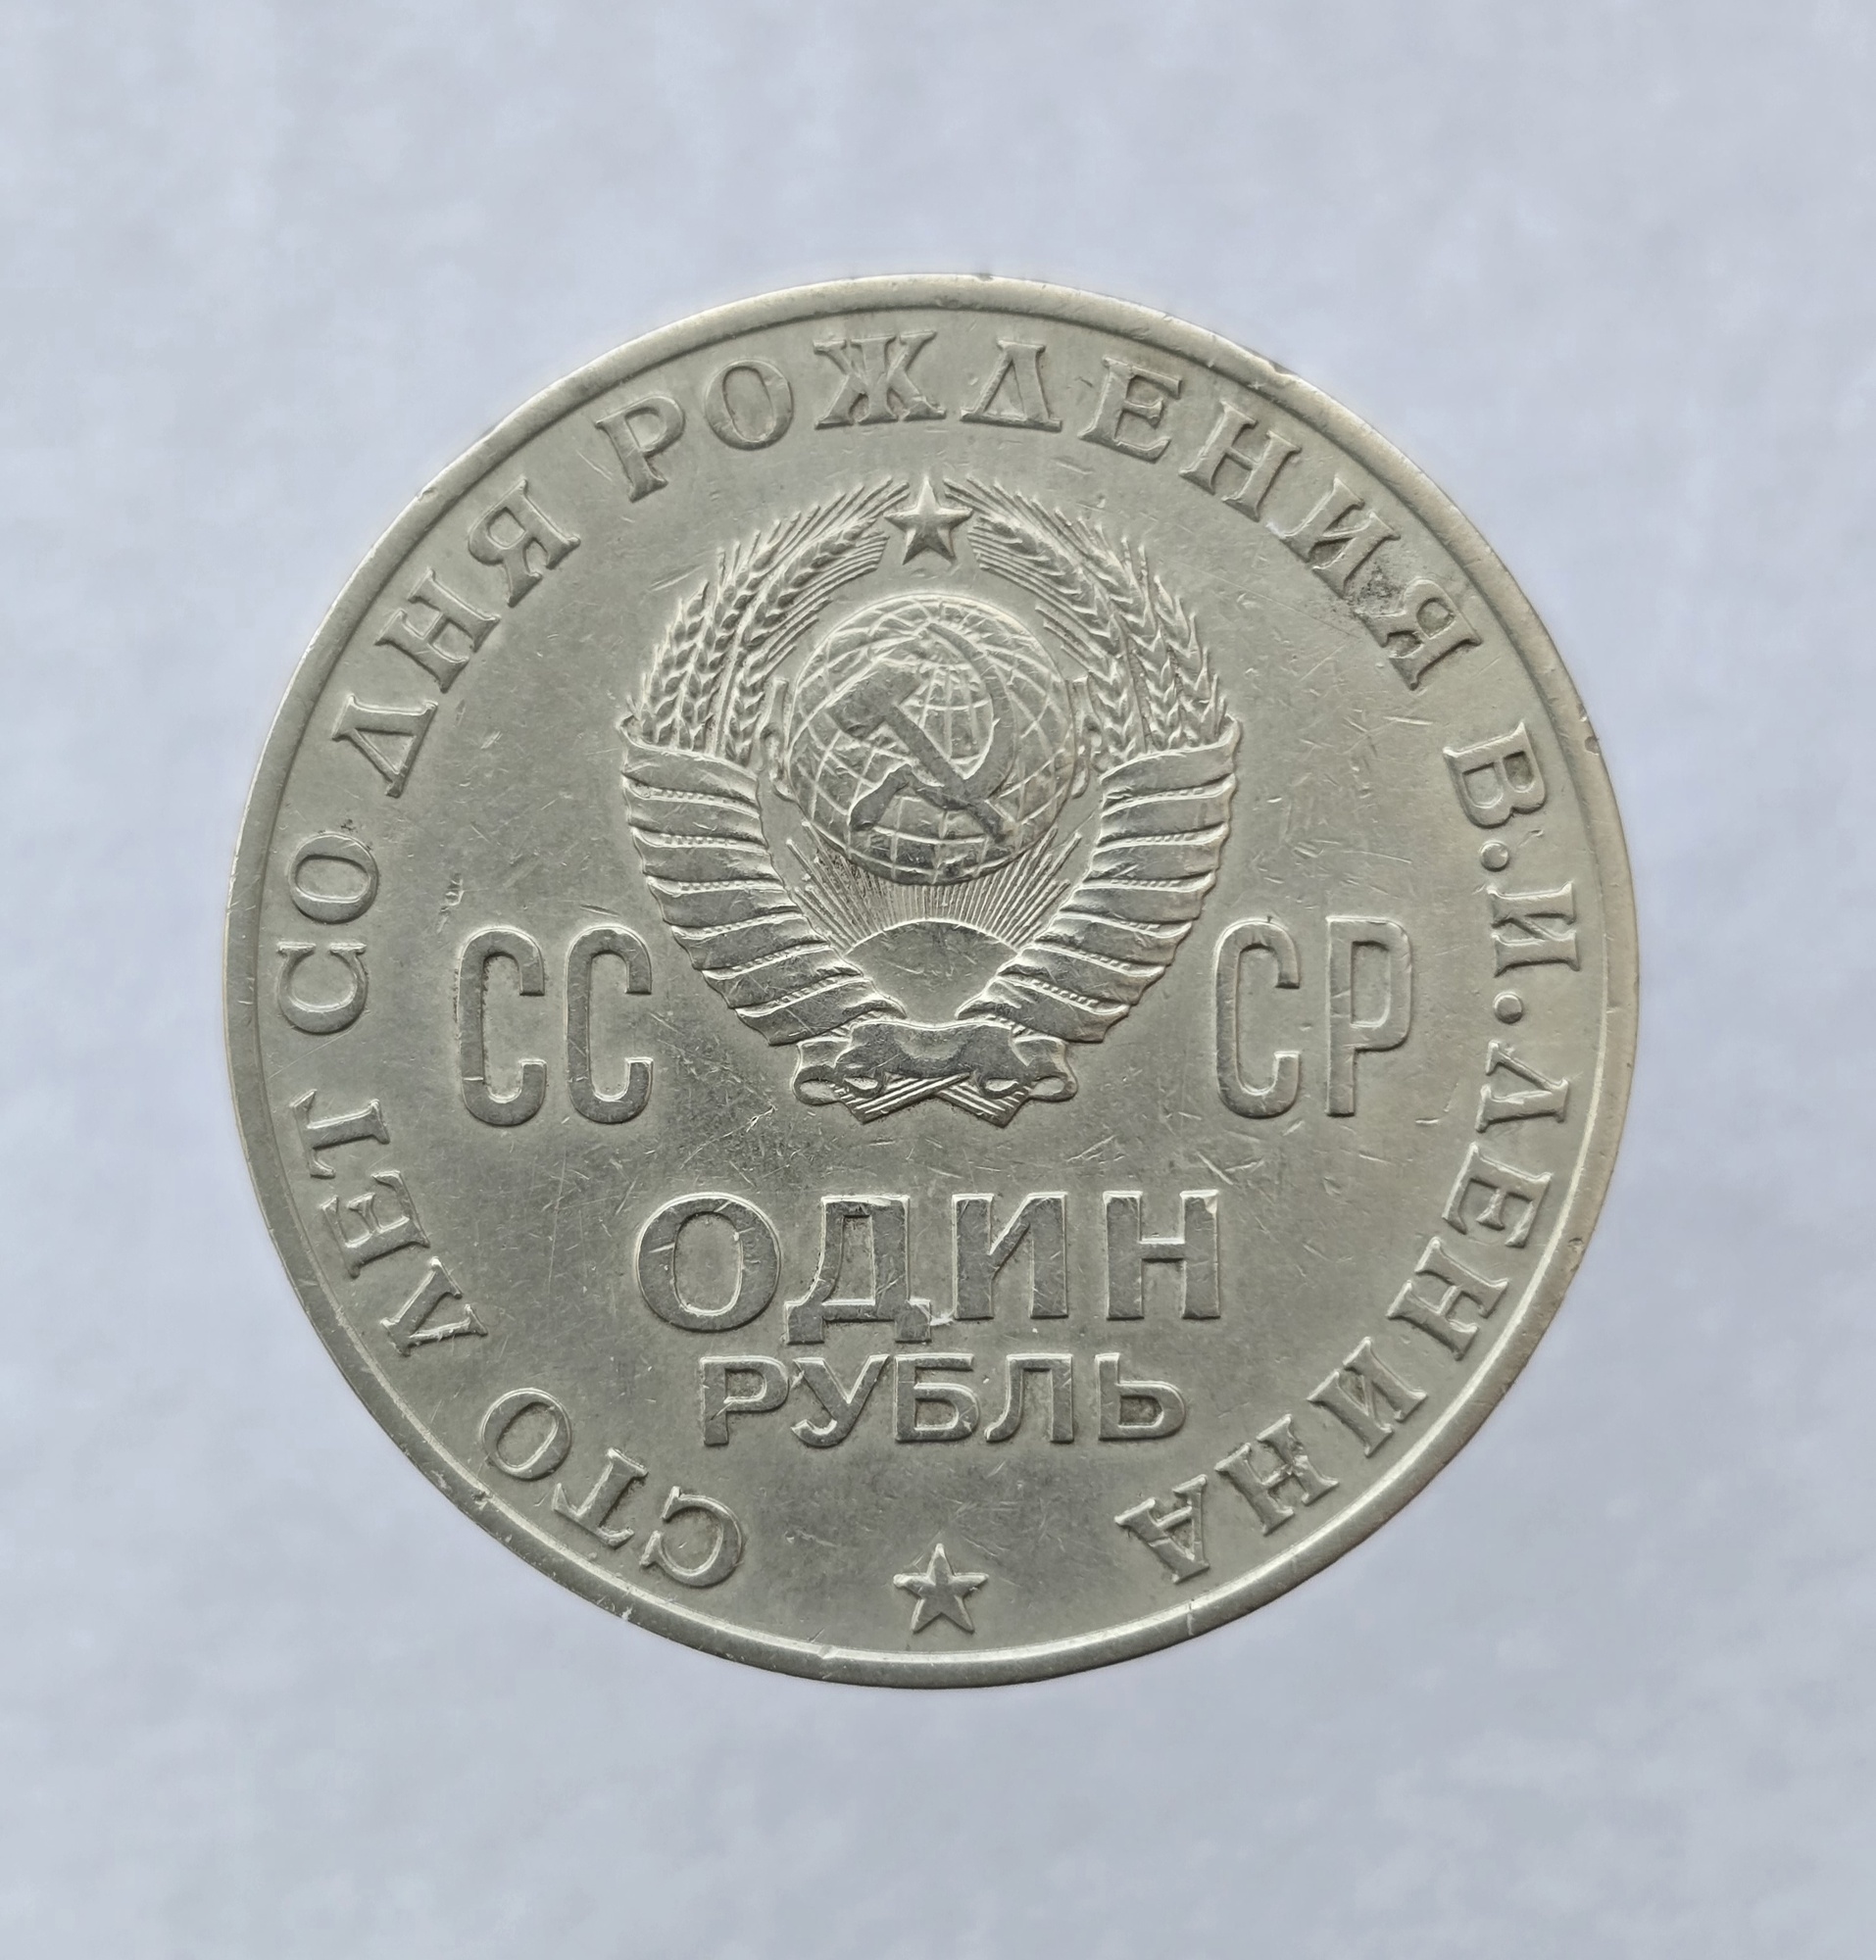 СТО ЛЕТ СО ДНЯ РОЖДЕНИЯ В.И.ЛЕНИНА
СС СР
ОДИН
РУБЛЬ